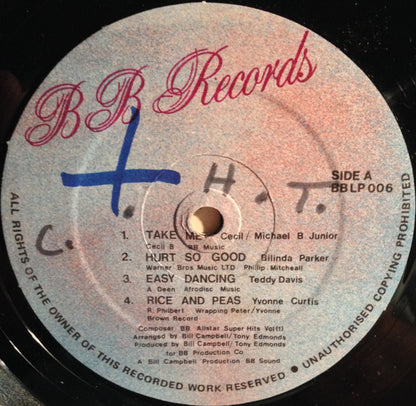 BB Records
C. T. H. T.
SIDE A
BBLP 006
1. TAKE ME Cecil/ Michael B Junior
Cecil B BB Music
2. HURT SO GOOD Bilinda Parker
Warner Bros Music LTD Phillip. Mitcheall
3. EASY DANCING Teddy Davis
A Deen Afrodisc Music
4. RICE AND PEAS Yvonne Curtis
R. Philbert Wrapping Peter/Yvonne
Brown Record
Composer BB Allstar Super Hits Vol(1)
Arranged by Bill Campbell/Tony Edmonds
Produced by Bill Campbell/Tony Edmonds
for BB Production Co
A Bill Campbell Production BB Sound
ALL RIGHTS OF THE OWNER OF THIS RECORDED WORK RESERVED • UNAUTHORISED COPYING PROHIBITED